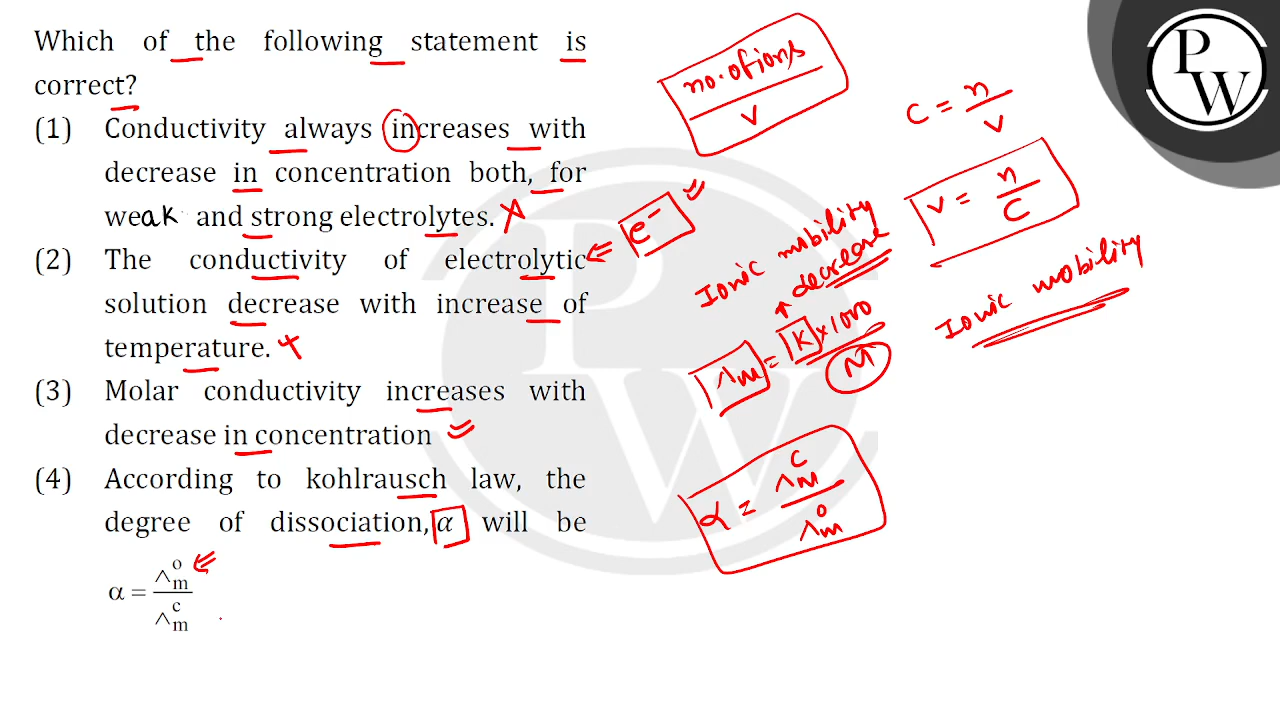 Which of the following statement is
correct?
(1) Conductivity always increases with
decrease in concentration both, for
weak and strong electrolytes.
(2) The conductivity of electrolytic
solution decrease with increase of
temperature.
(3) Molar conductivity increases with
decrease in concentration
(4) According to kohlrausch law, the
degree of dissociation, α will be
α = ∧°m / ∧ᶜm
no. of ions / V
C = n / V
V = n / C
e⁻
Ionic mobility
decrease
∧m = K × 1000 / M
Ionic mobility
α = ∧ᶜm / ∧°m
PW
PW